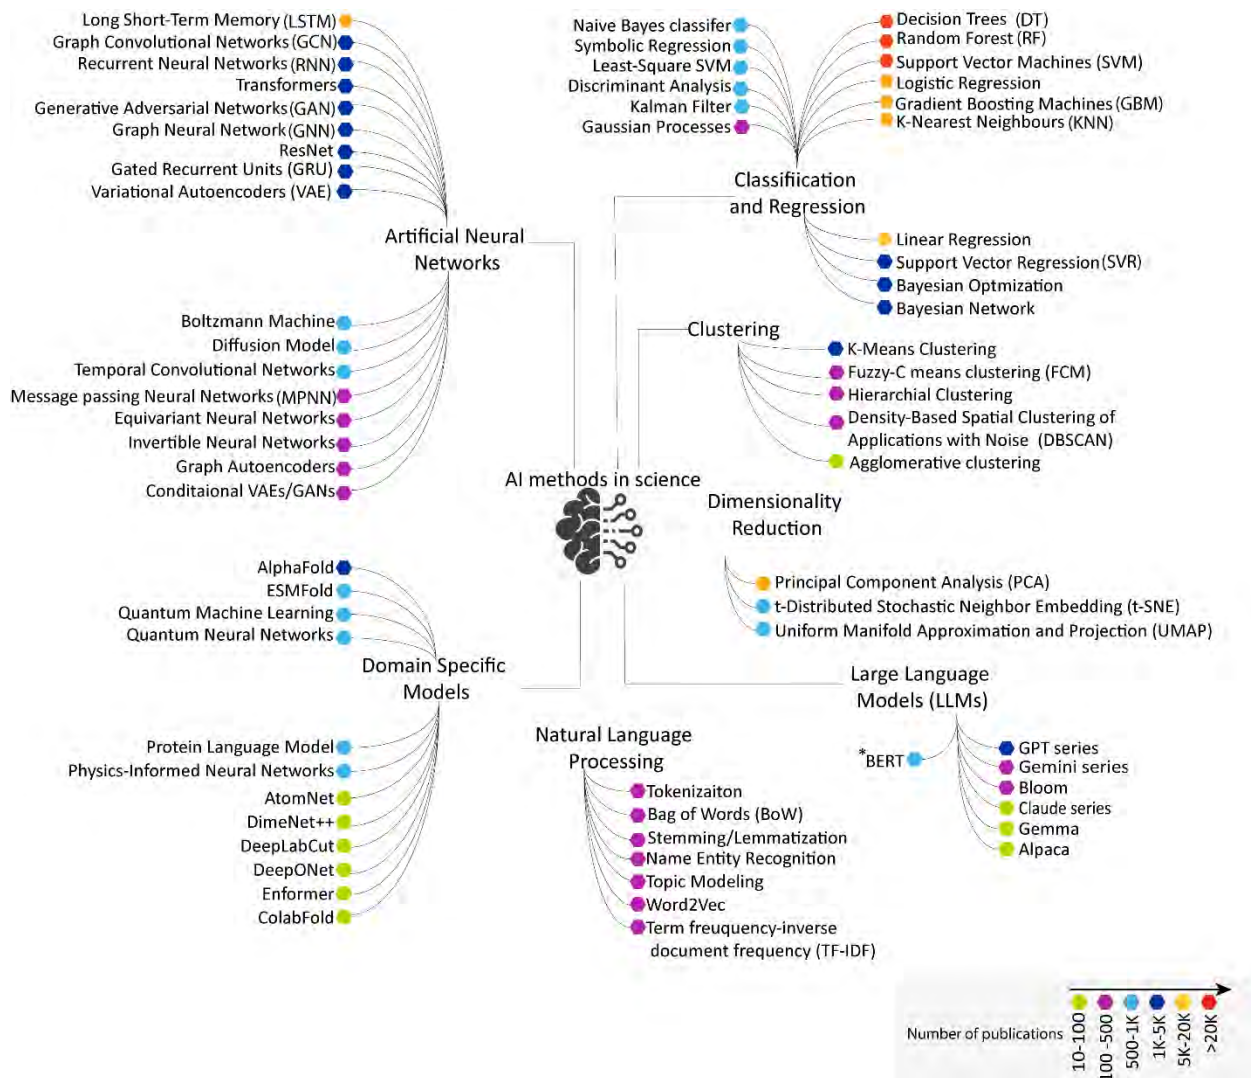 Long Short-Term Memory (LSTM)
Graph Convolutional Networks (GCN)
Recurrent Neural Networks (RNN)
Transformers
Generative Adversarial Networks (GAN)
Graph Neural Network (GNN)
ResNet
Gated Recurrent Units (GRU)
Variational Autoencoders (VAE)
Artificial Neural
Networks
Boltzmann Machine
Diffusion Model
Temporal Convolutional Networks
Message passing Neural Networks (MPNN)
Equivariant Neural Networks
Invertible Neural Networks
Graph Autoencoders
Conditaional VAEs/GANs
Naive Bayes classifer
Symbolic Regression
Least-Square SVM
Discriminant Analysis
Kalman Filter
Gaussian Processes
Decision Trees (DT)
Random Forest (RF)
Support Vector Machines (SVM)
Logistic Regression
Gradient Boosting Machines (GBM)
K-Nearest Neighbours (KNN)
Classifiication
and Regression
Linear Regression
Support Vector Regression (SVR)
Bayesian Optmization
Bayesian Network
Clustering
K-Means Clustering
Fuzzy-C means clustering (FCM)
Hierarchial Clustering
Density-Based Spatial Clustering of
Applications with Noise (DBSCAN)
Agglomerative clustering
AI methods in science
Dimensionality
Reduction
Principal Component Analysis (PCA)
t-Distributed Stochastic Neighbor Embedding (t-SNE)
Uniform Manifold Approximation and Projection (UMAP)
AlphaFold
ESMFold
Quantum Machine Learning
Quantum Neural Networks
Domain Specific
Models
Protein Language Model
Physics-Informed Neural Networks
AtomNet
DimeNet++
DeepLabCut
DeepONet
Enformer
ColabFold
Natural Language
Processing
Tokenizaiton
Bag of Words (BoW)
Stemming/Lemmatization
Name Entity Recognition
Topic Modeling
Word2Vec
Term freuquency-inverse
document frequency (TF-IDF)
Large Language
Models (LLMs)
*BERT
GPT series
Gemini series
Bloom
Claude series
Gemma
Alpaca
Number of publications
10-100
100-500
500-1K
1K-5K
5K-20K
>20K